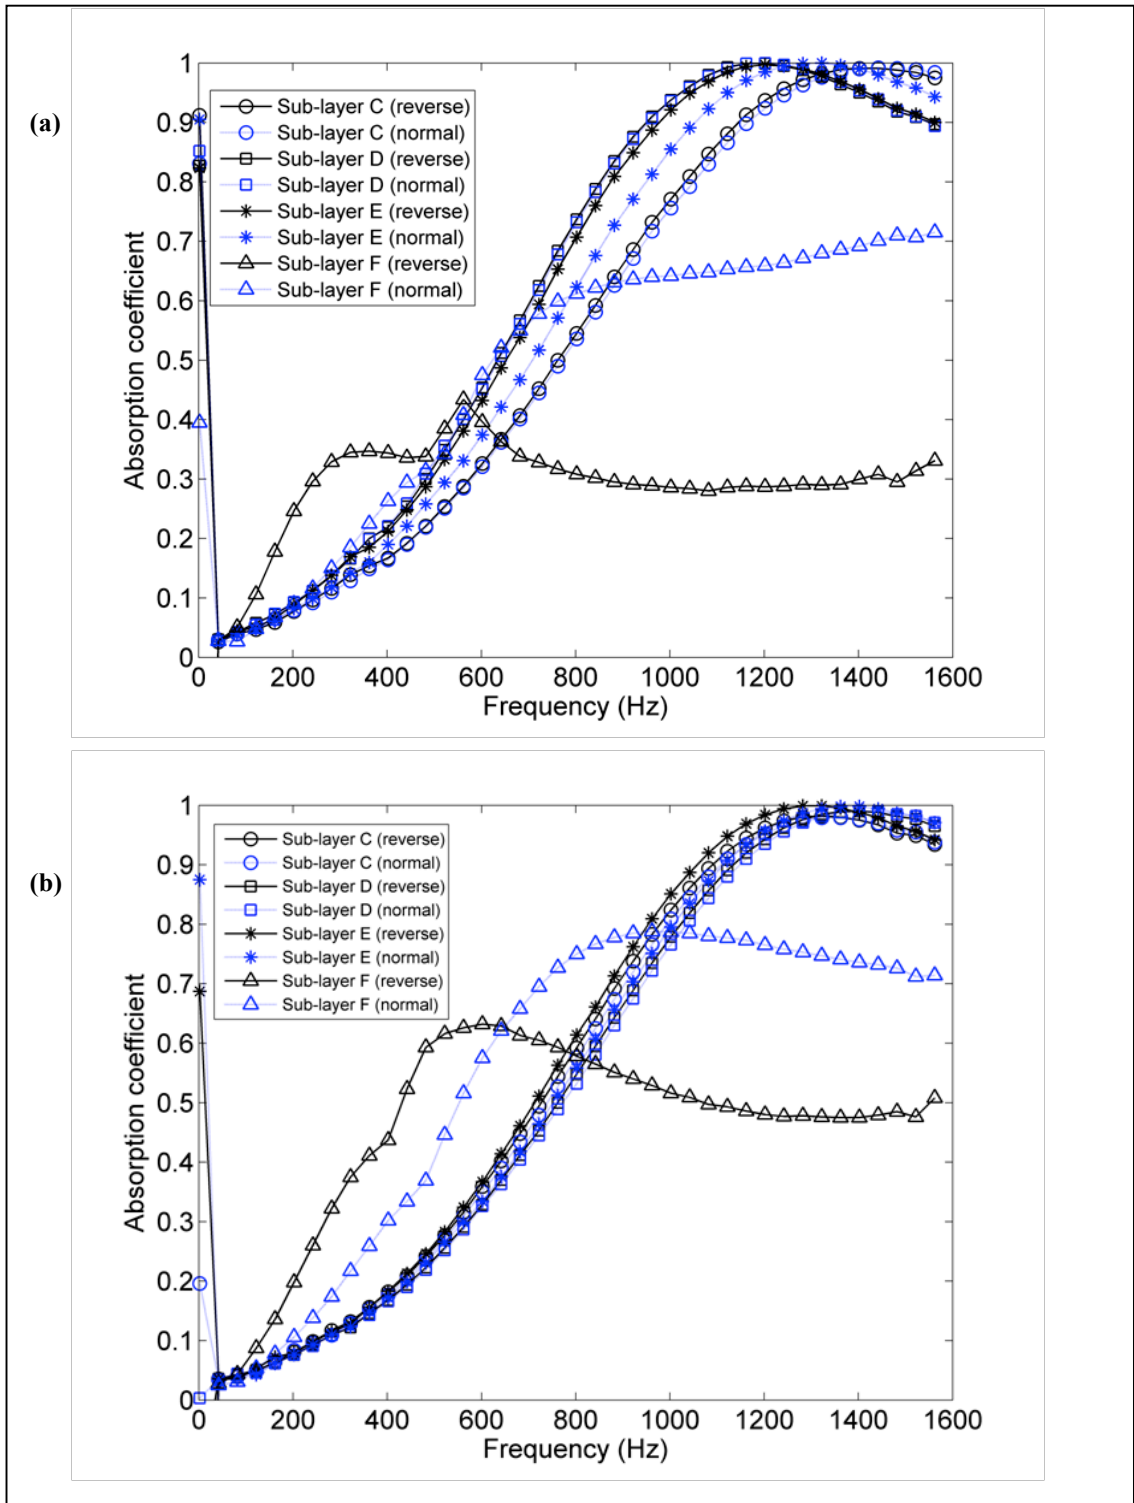 (a)
1
0.9
0.8
0.7
0.6
0.5
0.4
0.3
0.2
0.1
0
Absorption coefficient
Sub-layer C (reverse)
Sub-layer C (normal)
Sub-layer D (reverse)
Sub-layer D (normal)
Sub-layer E (reverse)
Sub-layer E (normal)
Sub-layer F (reverse)
Sub-layer F (normal)
0 200 400 600 800 1000 1200 1400 1600
Frequency (Hz)
(b)
1
0.9
0.8
0.7
0.6
0.5
0.4
0.3
0.2
0.1
0
Absorption coefficient
Sub-layer C (reverse)
Sub-layer C (normal)
Sub-layer D (reverse)
Sub-layer D (normal)
Sub-layer E (reverse)
Sub-layer E (normal)
Sub-layer F (reverse)
Sub-layer F (normal)
0 200 400 600 800 1000 1200 1400 1600
Frequency (Hz)